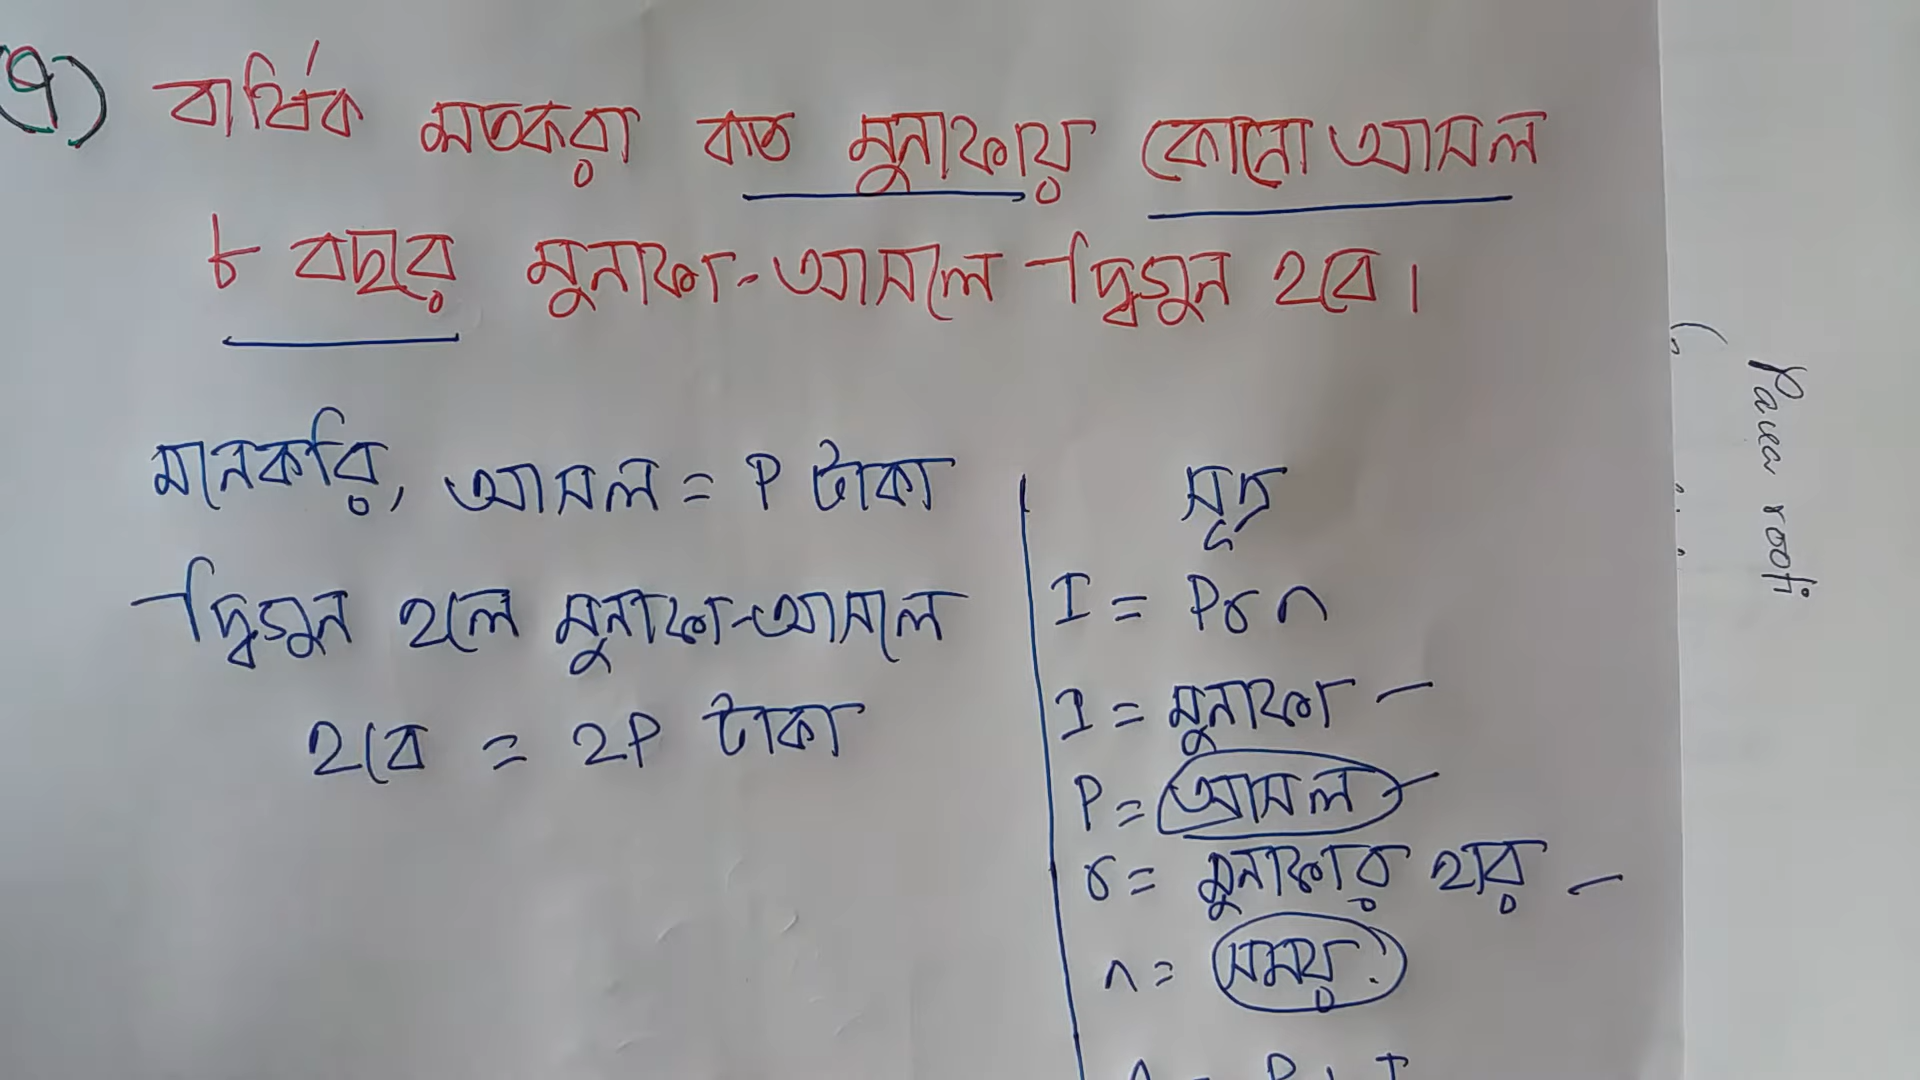 (৭) বার্ষিক শতকরা কত মুনাফায় কোনো আসল
৮ বছরে মুনাফা-আসলে দ্বিগুন হবে।
মনেকরি, আসল = P টাকা
দ্বিগুন হলে মুনাফা-আসলে
হবে = 2P টাকা
সূত্র
I = Prn
I = মুনাফা –
P = আসল –
r = মুনাফার হার –
n = সময়.